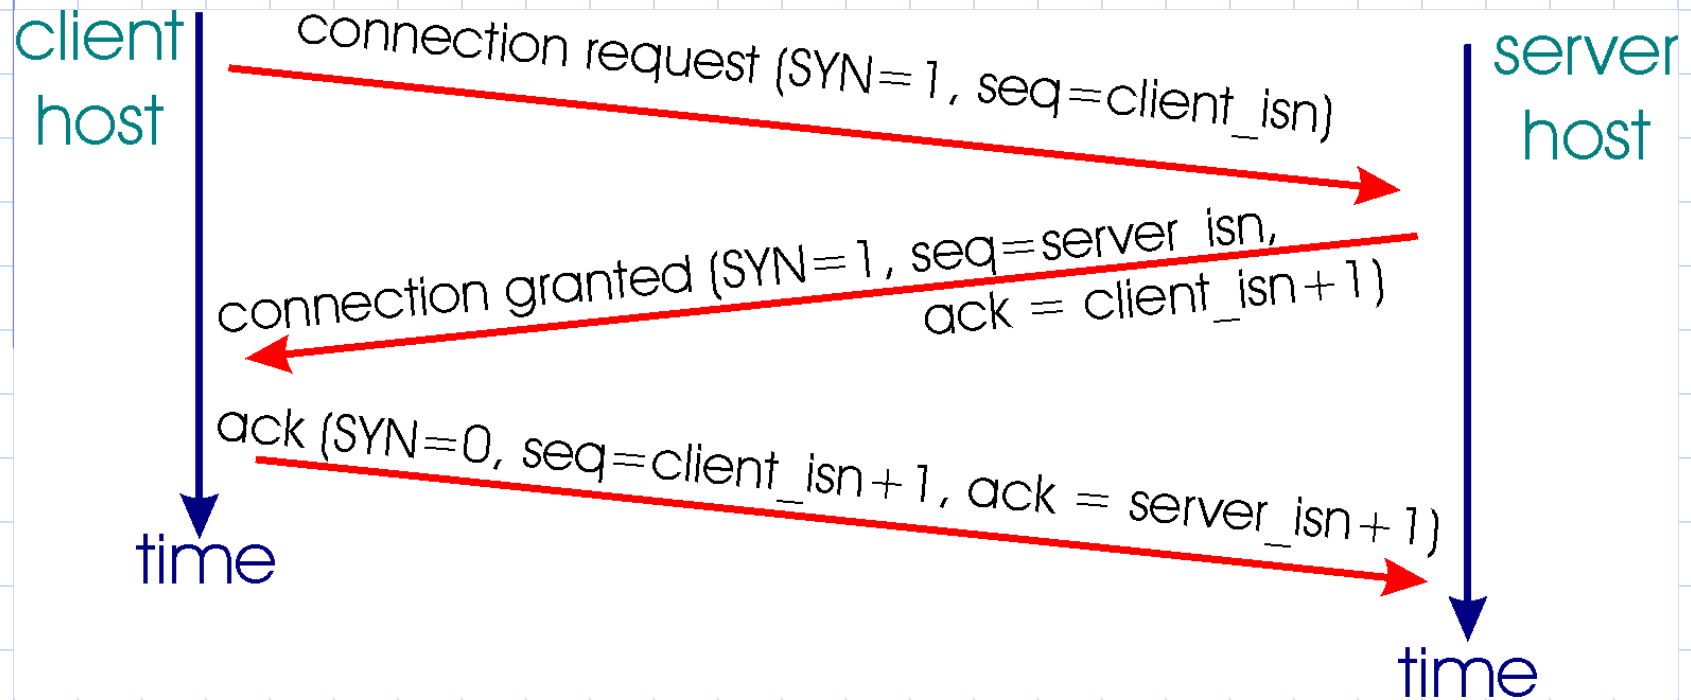 client
host
connection request (SYN=1, seq=client_isn)
server
host
connection granted (SYN=1, seq=server_isn,
ack = client_isn+1)
ack (SYN=0, seq=client_isn+1, ack = server_isn+1)
time
time